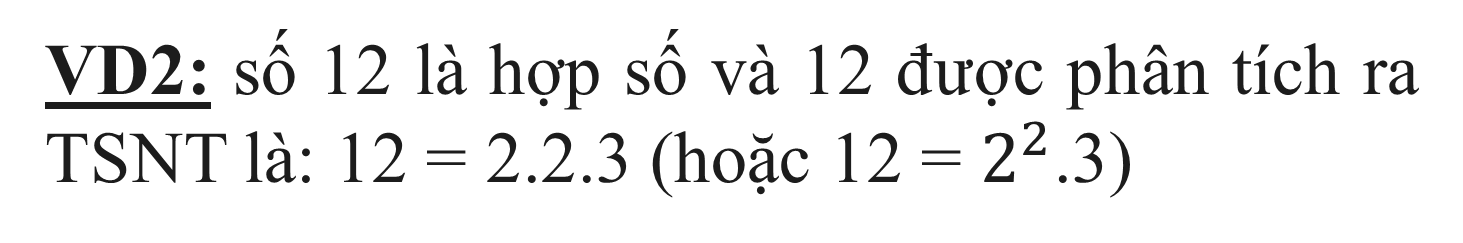 VD2: số 12 là hợp số và 12 được phân tích ra
TSNT là: 12 = 2.2.3 (hoặc 12 = 2².3)